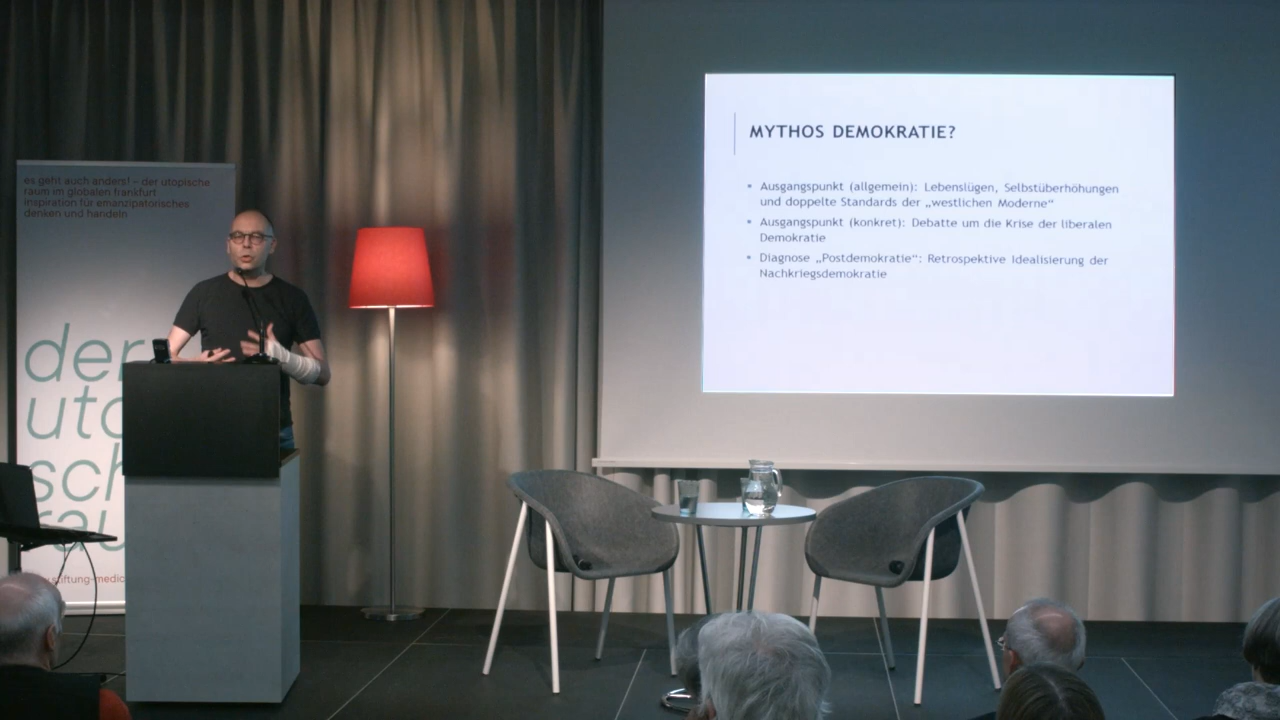 es geht auch anders! – der utopische
raum im globalen frankfurt
inspiration für emanzipatorisches
denken und handeln
der
uto
sch
rau
stiftung-medic
MYTHOS DEMOKRATIE?
▪ Ausgangspunkt (allgemein): Lebenslügen, Selbstüberhöhungen
und doppelte Standards der „westlichen Moderne“
▪ Ausgangspunkt (konkret): Debatte um die Krise der liberalen
Demokratie
▪ Diagnose „Postdemokratie“: Retrospektive Idealisierung der
Nachkriegsdemokratie